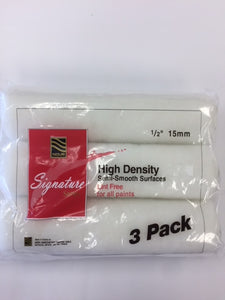 1/2" 15mm
High Density
Semi-Smooth Surfaces
Lint Free
for all paints
Signature
3 Pack